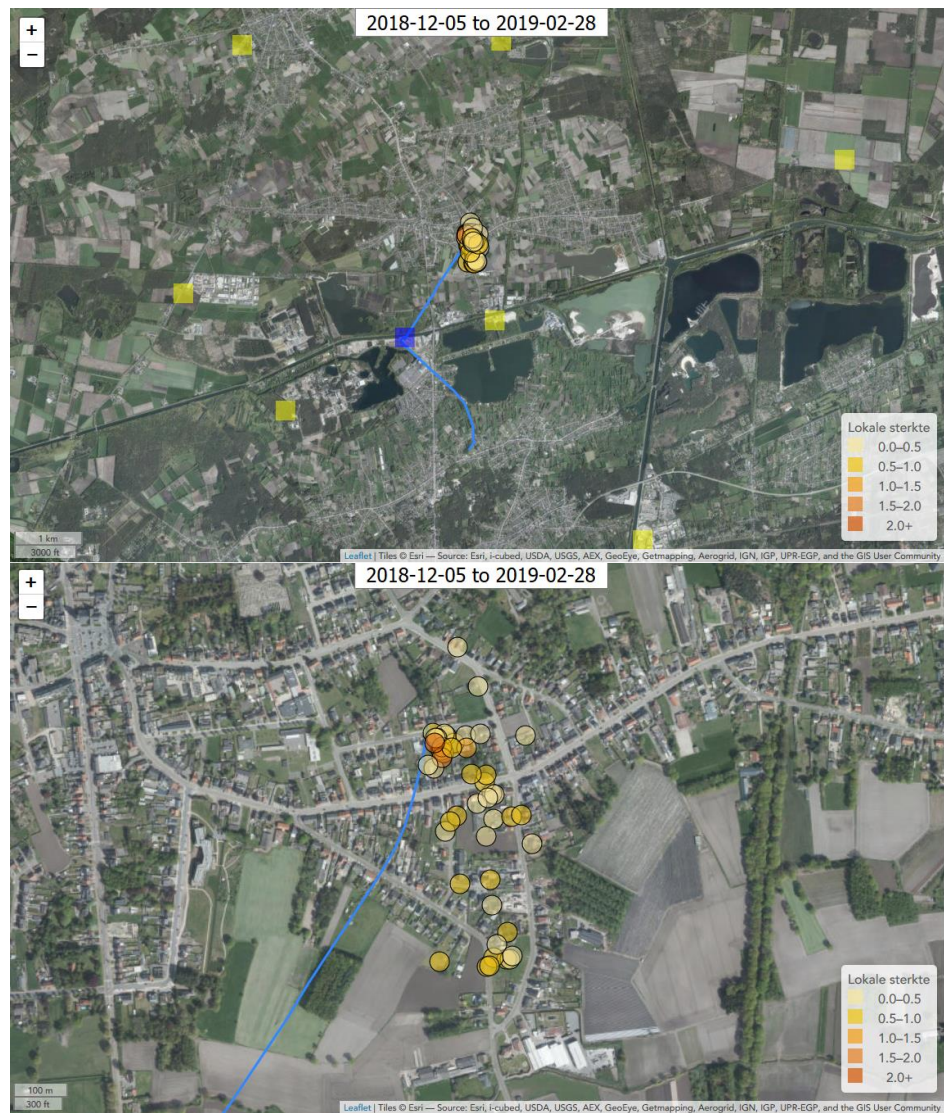 2018-12-05 to 2019-02-28
+
−
Lokale sterkte
0.0–0.5
0.5–1.0
1.0–1.5
1.5–2.0
2.0+
1 km
3000 ft
Leaflet | Tiles © Esri — Source: Esri, i-cubed, USDA, USGS, AEX, GeoEye, Getmapping, Aerogrid, IGN, IGP, UPR-EGP, and the GIS User Community
2018-12-05 to 2019-02-28
+
−
Lokale sterkte
0.0–0.5
0.5–1.0
1.0–1.5
1.5–2.0
2.0+
100 m
300 ft
Leaflet | Tiles © Esri — Source: Esri, i-cubed, USDA, USGS, AEX, GeoEye, Getmapping, Aerogrid, IGN, IGP, UPR-EGP, and the GIS User Community